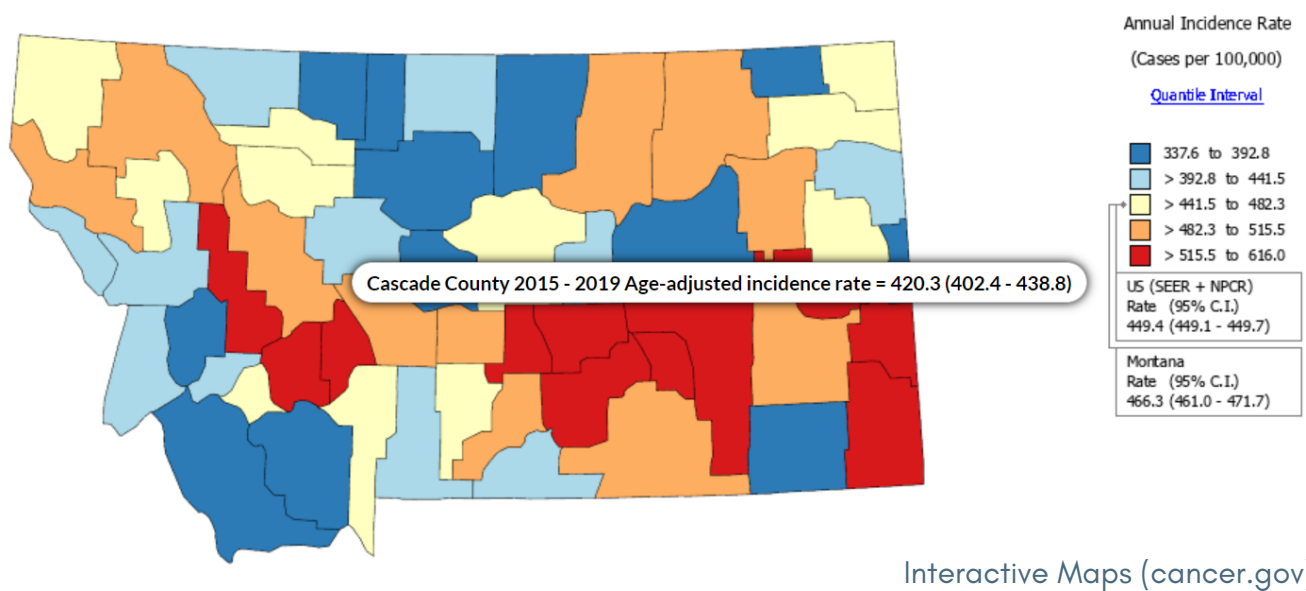 Annual Incidence Rate
(Cases per 100,000)
Quantile Interval
337.6 to 392.8
> 392.8 to 441.5
> 441.5 to 482.3
> 482.3 to 515.5
> 515.5 to 616.0
US (SEER + NPCR)
Rate (95% C.I.)
449.4 (449.1 - 449.7)
Montana
Rate (95% C.I.)
466.3 (461.0 - 471.7)
Cascade County 2015 - 2019 Age-adjusted incidence rate = 420.3 (402.4 - 438.8)
Interactive Maps (cancer.gov